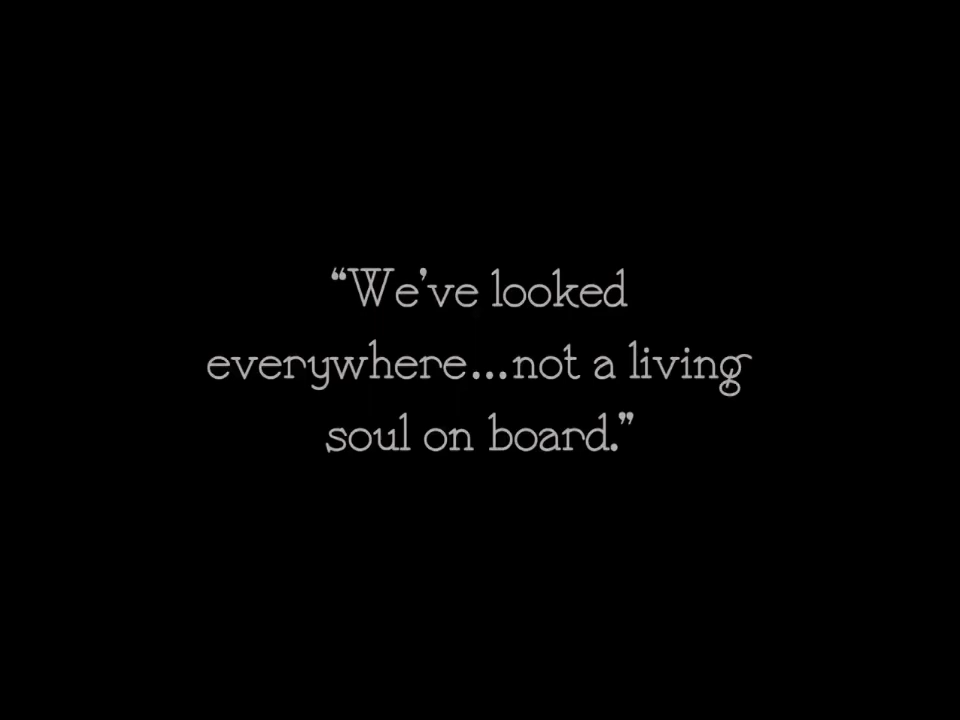 “We’ve looked
everywhere...not a living
soul on board.”